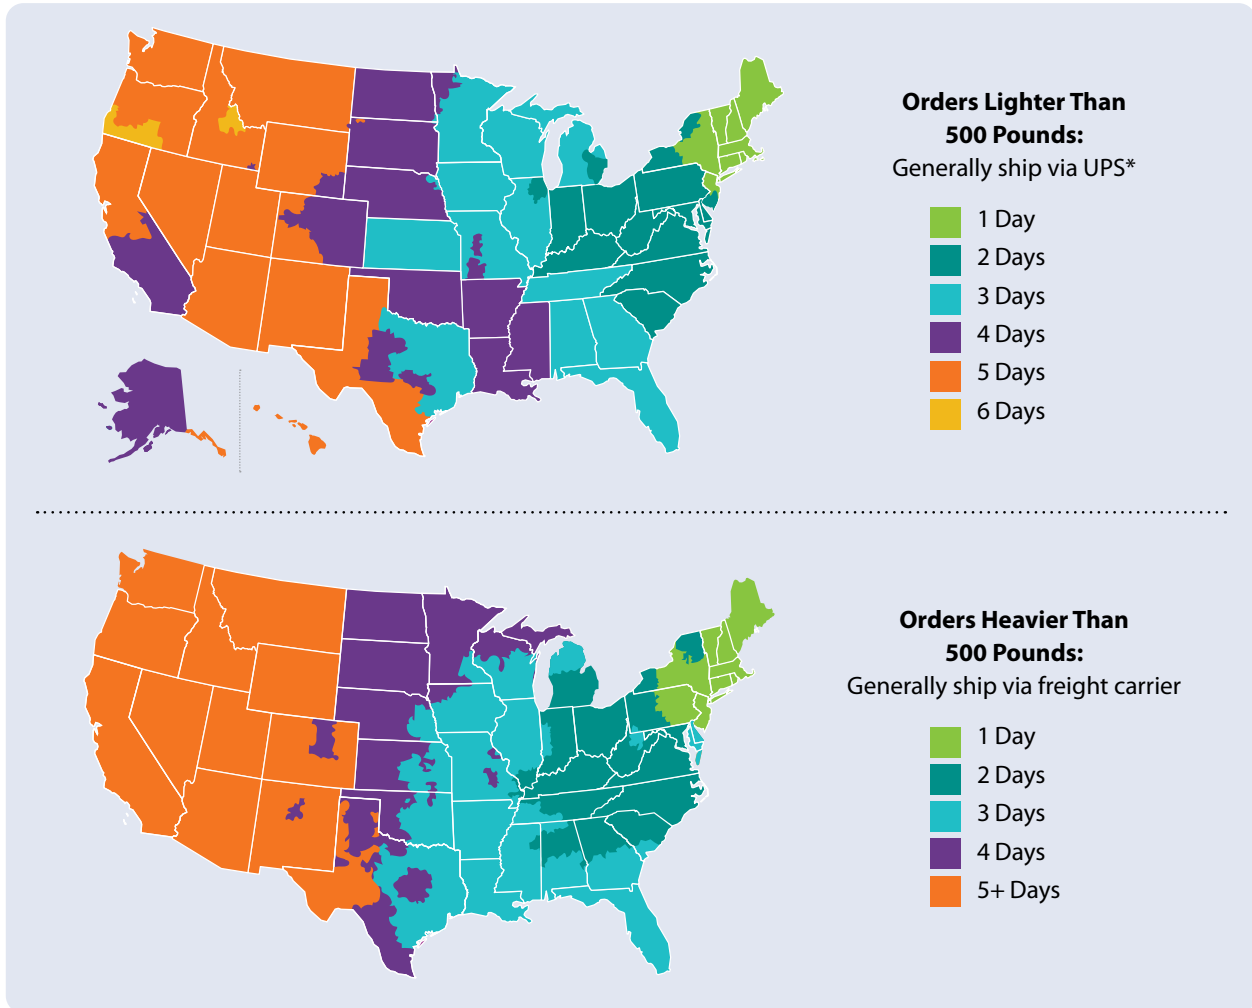 Orders Lighter Than
500 Pounds:
Generally ship via UPS*
1 Day
2 Days
3 Days
4 Days
5 Days
6 Days
Orders Heavier Than
500 Pounds:
Generally ship via freight carrier
1 Day
2 Days
3 Days
4 Days
5+ Days